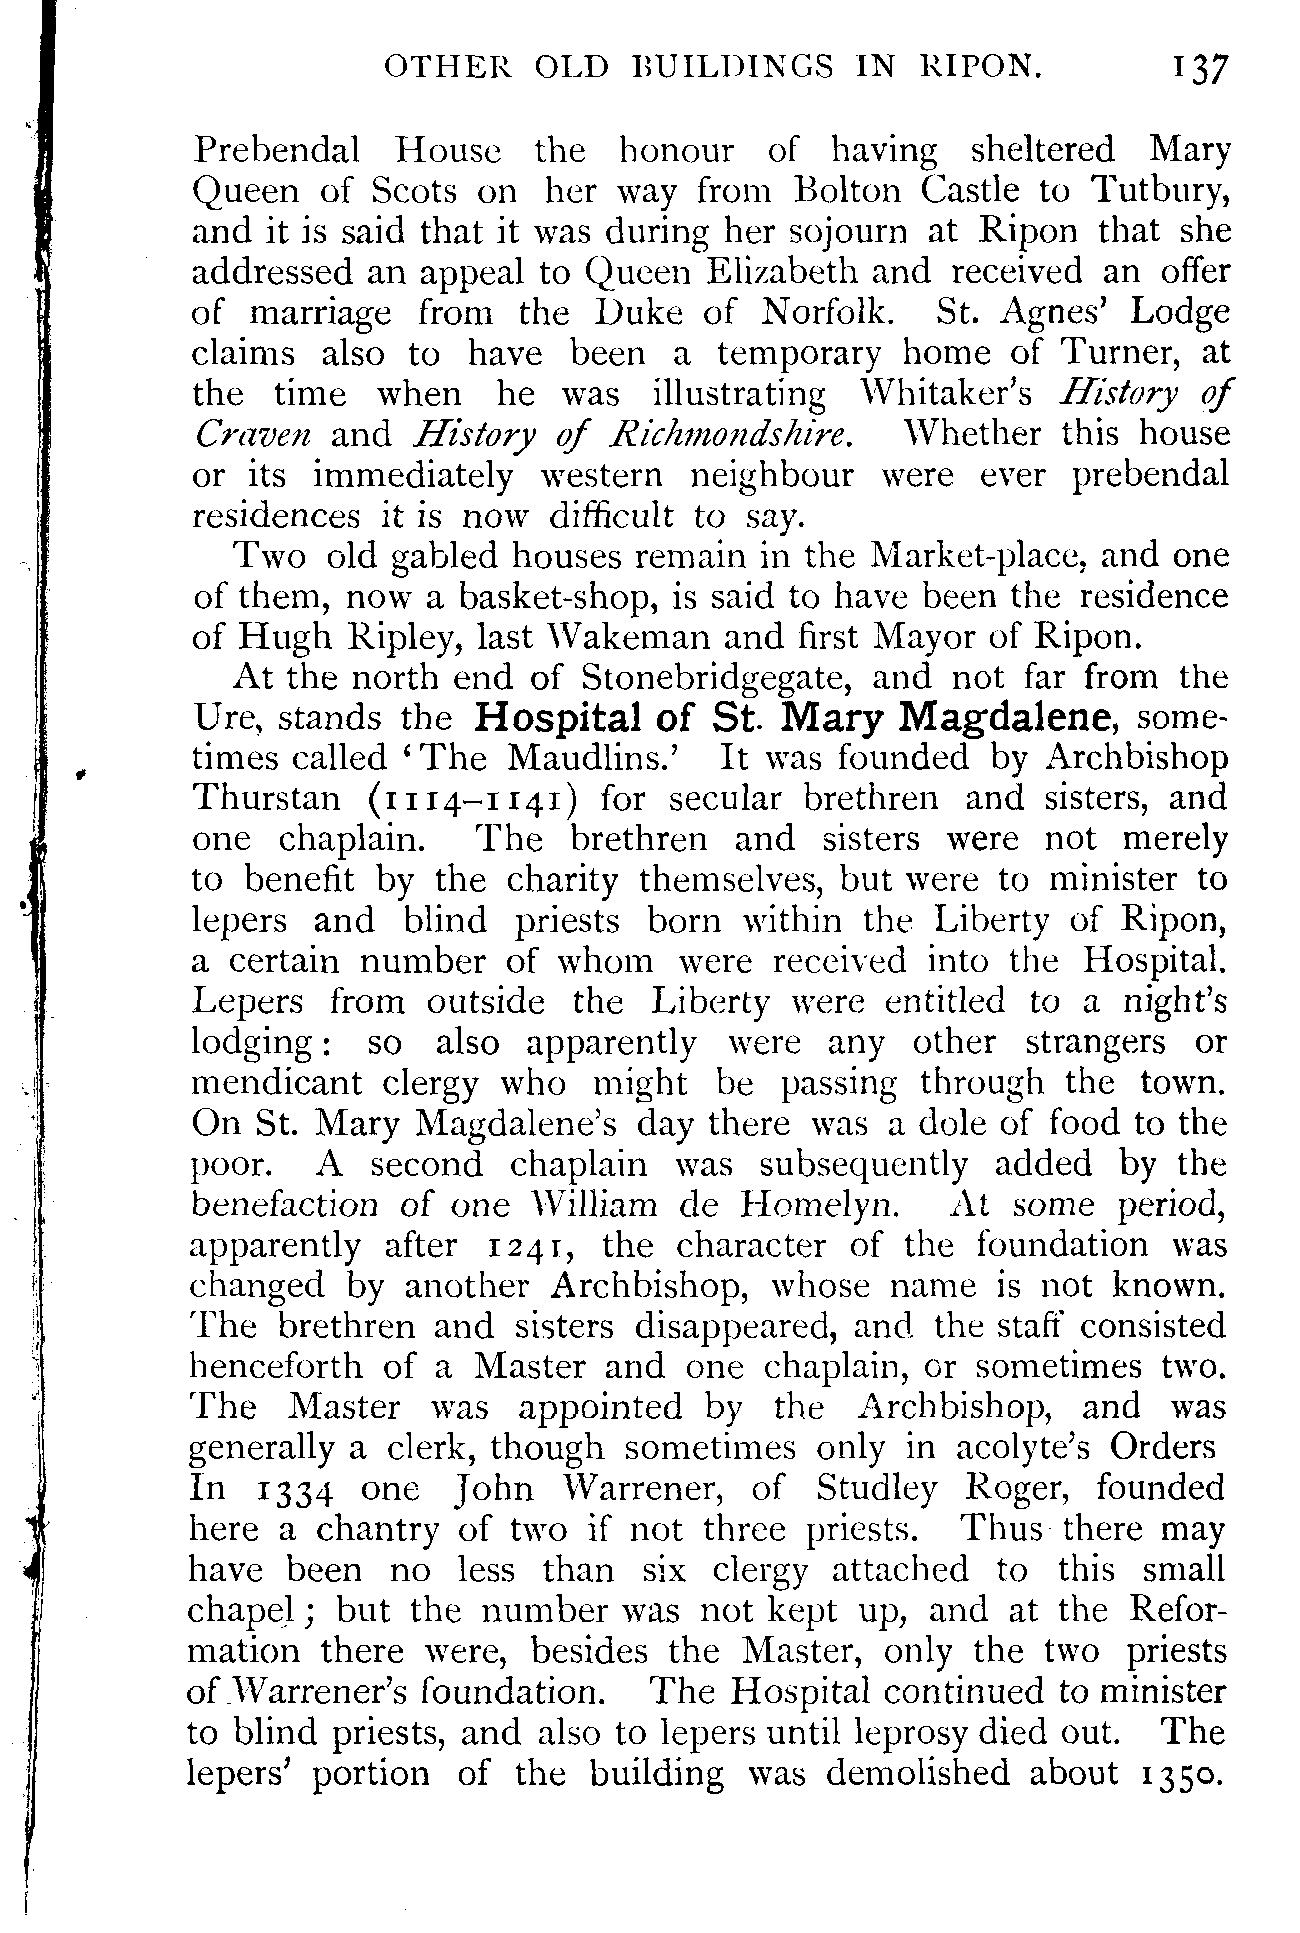 OTHER OLD BUILDINGS IN RIPON. 137
Prebendal House the honour of having sheltered Mary
Queen of Scots on her way from Bolton Castle to Tutbury,
and it is said that it was during her sojourn at Ripon that she
addressed an appeal to Queen Elizabeth and received an offer
of marriage from the Duke of Norfolk. St. Agnes' Lodge
claims also to have been a temporary home of Turner, at
the time when he was illustrating Whitaker's History of
Craven and History of Richmondshire. Whether this house
or its immediately western neighbour were ever prebendal
residences it is now difficult to say.
Two old gabled houses remain in the Market-place, and one
of them, now a basket-shop, is said to have been the residence
of Hugh Ripley, last Wakeman and first Mayor of Ripon.
At the north end of Stonebridgegate, and not far from the
Ure, stands the Hospital of St. Mary Magdalene, some-
times called 'The Maudlins.' It was founded by Archbishop
Thurstan (1114–1141) for secular brethren and sisters, and
one chaplain. The brethren and sisters were not merely
to benefit by the charity themselves, but were to minister to
lepers and blind priests born within the Liberty of Ripon,
a certain number of whom were received into the Hospital.
Lepers from outside the Liberty were entitled to a night's
lodging: so also apparently were any other strangers or
mendicant clergy who might be passing through the town.
On St. Mary Magdalene's day there was a dole of food to the
poor. A second chaplain was subsequently added by the
benefaction of one William de Homelyn. At some period,
apparently after 1241, the character of the foundation was
changed by another Archbishop, whose name is not known.
The brethren and sisters disappeared, and the staff consisted
henceforth of a Master and one chaplain, or sometimes two.
The Master was appointed by the Archbishop, and was
generally a clerk, though sometimes only in acolyte's Orders
In 1334 one John Warrener, of Studley Roger, founded
here a chantry of two if not three priests. Thus there may
have been no less than six clergy attached to this small
chapel; but the number was not kept up, and at the Refor-
mation there were, besides the Master, only the two priests
of Warrener's foundation. The Hospital continued to minister
to blind priests, and also to lepers until leprosy died out. The
lepers' portion of the building was demolished about 1350.